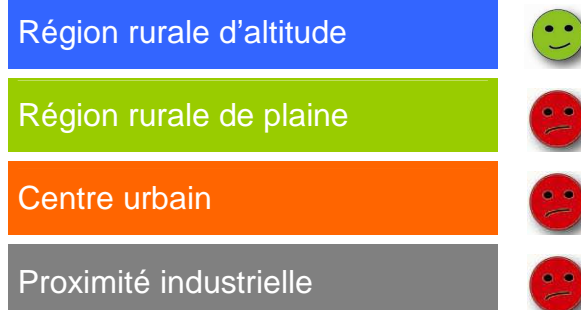 Région rurale d’altitude
Région rurale de plaine
Centre urbain
Proximité industrielle